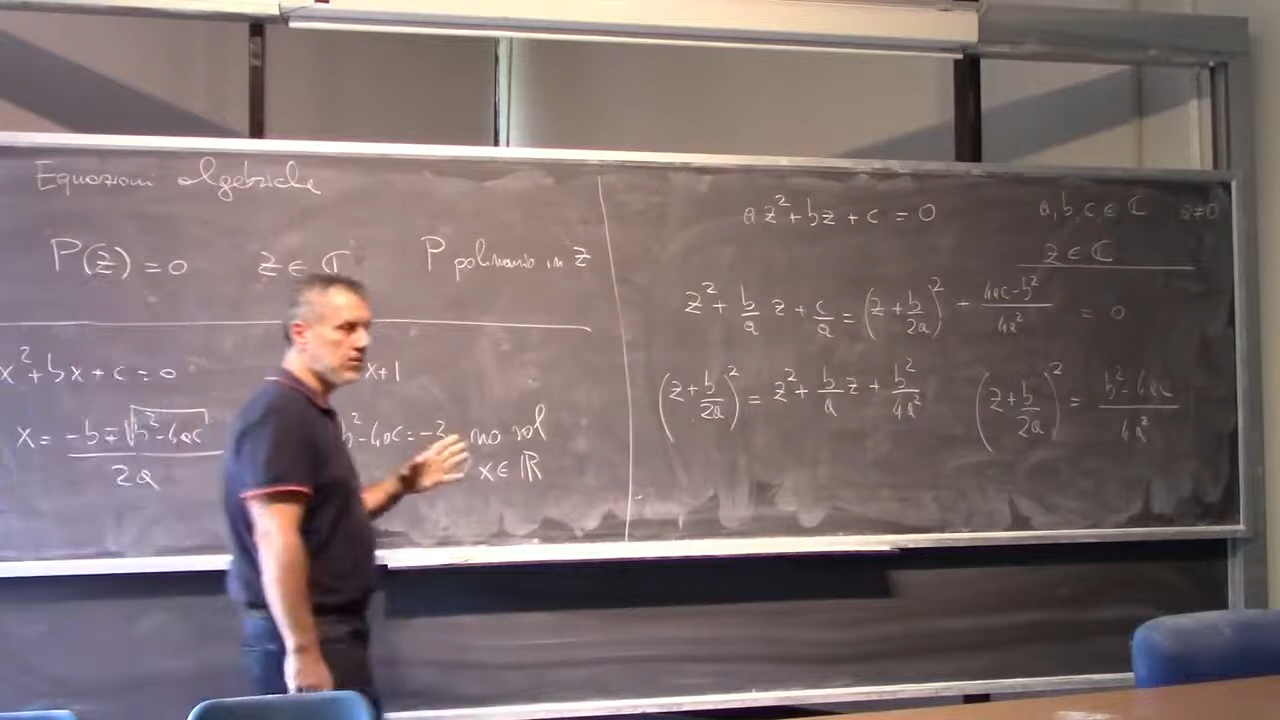 Equazioni algebriche
P(z) = 0 z ∈ ℂ P polinomio in z
x² + bx + c = 0 x+1
x = (-b ∓ √(b²-4ac)) / 2a b²-4ac = -3 no sol
x ∈ ℝ
a z² + bz + c = 0 a, b, c ∈ ℂ a≠0
z ∈ ℂ
z² + b/a z + c/a = (z + b/2a)² + (4ac-b²)/4a² = 0
(z + b/2a)² = z² + b/a z + b²/4a² (z + b/2a)² = (b²-4ac)/4a²